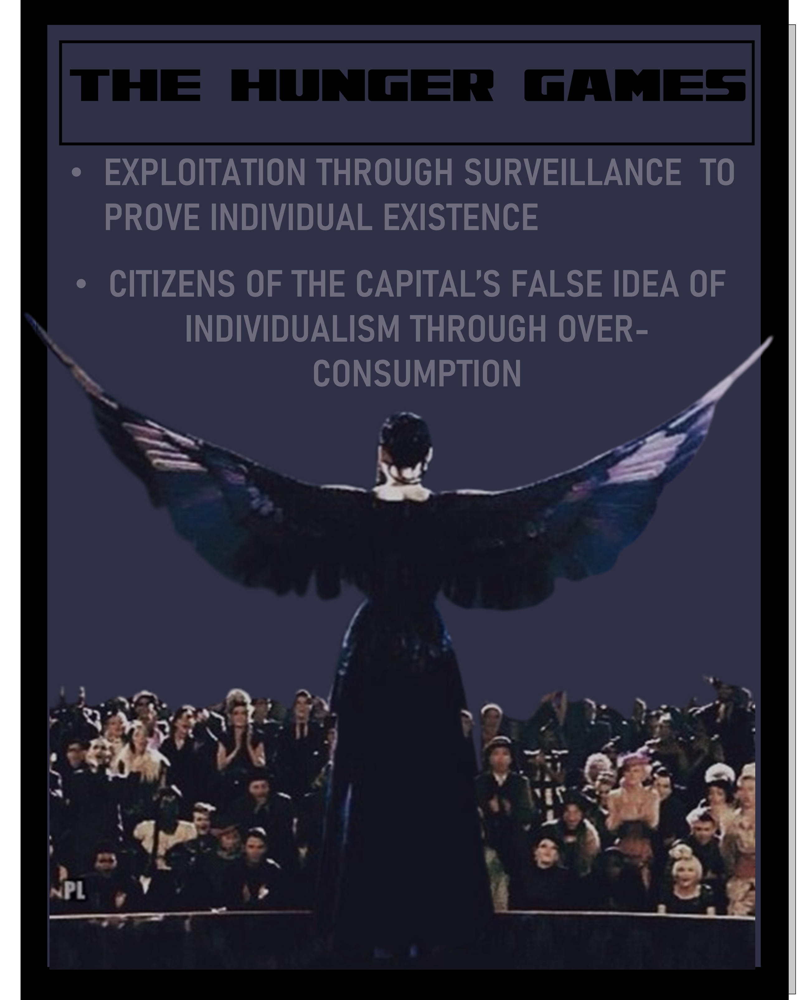 THE HUNGER GAMES
• EXPLOITATION THROUGH SURVEILLANCE TO
PROVE INDIVIDUAL EXISTENCE
• CITIZENS OF THE CAPITAL'S FALSE IDEA OF
INDIVIDUALISM THROUGH OVER-
CONSUMPTION
NPL